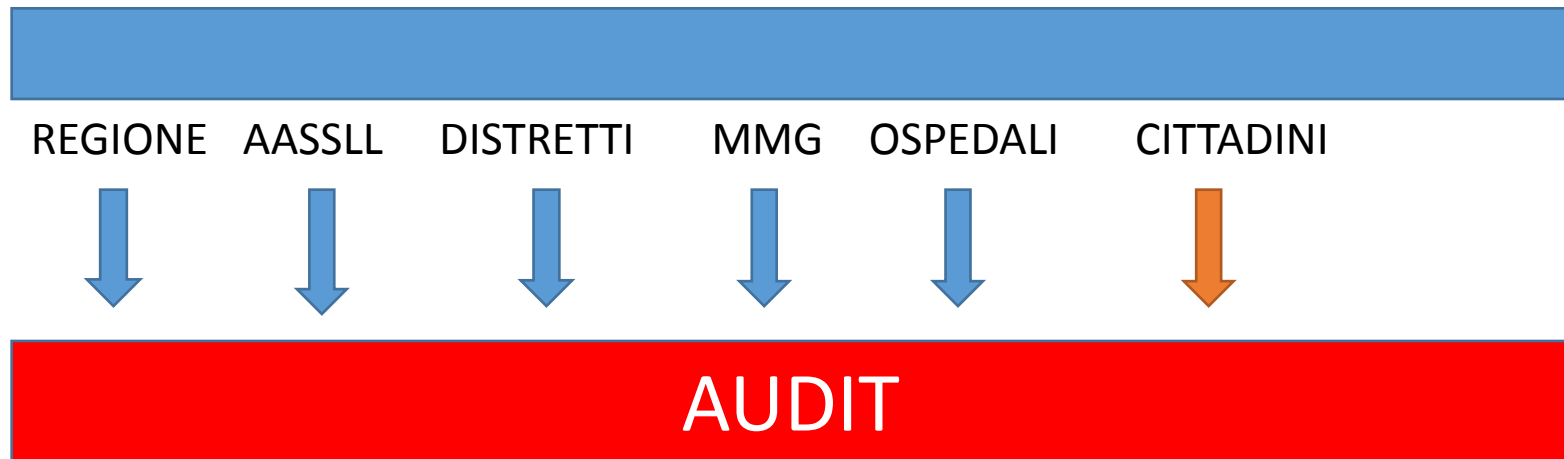 REGIONE AASSLL DISTRETTI MMG OSPEDALI CITTADINI
AUDIT